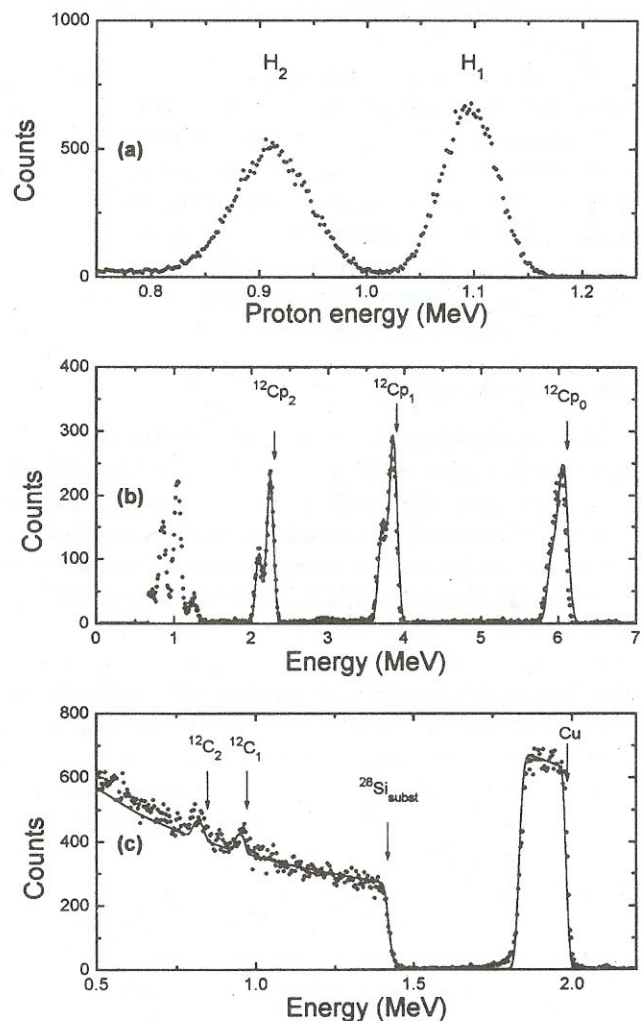 1000
H₂ H₁
500
(a)
Counts
0
0.8 0.9 1.0 1.1 1.2
Proton energy (MeV)
400
¹²Cp₂ ¹²Cp₁ ¹²Cp₀
300
200
(b)
Counts
100
0
0 1 2 3 4 5 6 7
Energy (MeV)
800
¹²C₂ ¹²C₁ Cu
600
²⁸Si_subst
400
(c)
Counts
200
0
0.5 1.0 1.5 2.0
Energy (MeV)